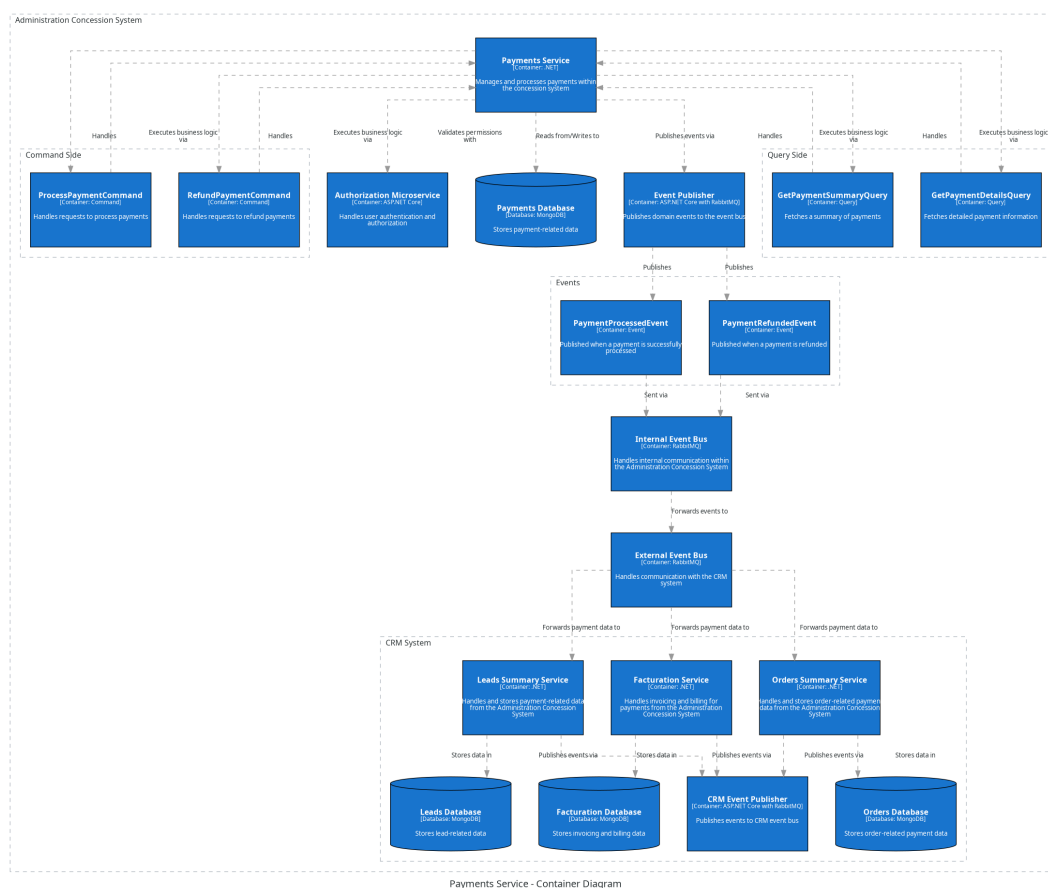 Administration Concession System
Payments Service
[Container: .NET]
Manages and processes payments within
the concession system
Handles
Executes business logic
via
Handles
Executes business logic
via
Validates permissions
with
Reads from/Writes to
Publishes events via
Handles
Executes business logic
via
Handles
Executes business logic
via
Command Side
ProcessPaymentCommand
[Container: Command]
Handles requests to process payments
RefundPaymentCommand
[Container: Command]
Handles requests to refund payments
Authorization Microservice
[Container: ASP.NET Core]
Handles user authentication and
authorization
Payments Database
[Database: MongoDB]
Stores payment-related data
Event Publisher
[Container: ASP.NET Core with RabbitMQ]
Publishes domain events to the event bus
Query Side
GetPaymentSummaryQuery
[Container: Query]
Fetches a summary of payments
GetPaymentDetailsQuery
[Container: Query]
Fetches detailed payment information
Publishes
Publishes
Events
PaymentProcessedEvent
[Container: Event]
Published when a payment is successfully
processed
PaymentRefundedEvent
[Container: Event]
Published when a payment is refunded
Sent via
Sent via
Internal Event Bus
[Container: RabbitMQ]
Handles internal communication within
the Administration Concession System
Forwards events to
External Event Bus
[Container: RabbitMQ]
Handles communication with the CRM
system
Forwards payment data to
Forwards payment data to
Forwards payment data to
CRM System
Leads Summary Service
[Container: .NET]
Handles and stores payment-related data
from the Administration Concession
System
Facturation Service
[Container: .NET]
Handles invoicing and billing for
payments from the Administration
Concession System
Orders Summary Service
[Container: .NET]
Handles and stores order-related payment
data from the Administration Concession
System
Stores data in
Publishes events via
Stores data in
Publishes events via
Publishes events via
Stores data in
Leads Database
[Database: MongoDB]
Stores lead-related data
Facturation Database
[Database: MongoDB]
Stores invoicing and billing data
CRM Event Publisher
[Container: ASP.NET Core with RabbitMQ]
Publishes events to CRM event bus
Orders Database
[Database: MongoDB]
Stores order-related payment data
Payments Service - Container Diagram